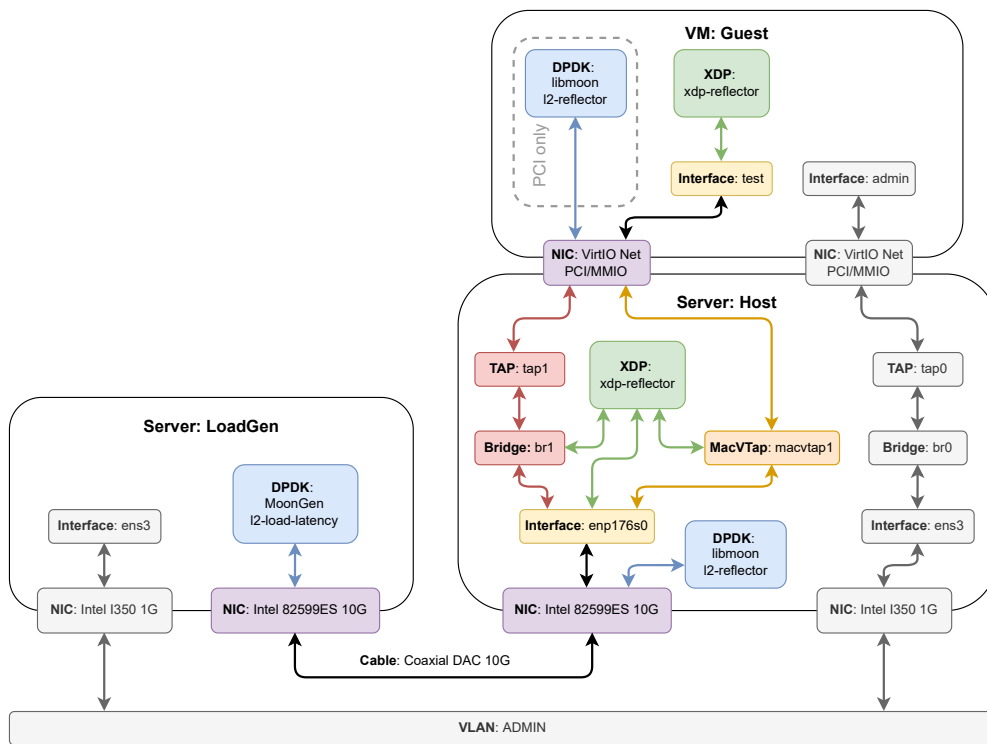 VM: Guest
DPDK:
libmoon
l2-reflector
PCI only
XDP:
xdp-reflector
Interface: test
Interface: admin
NIC: VirtIO Net
PCI/MMIO
NIC: VirtIO Net
PCI/MMIO
Server: Host
TAP: tap1
XDP:
xdp-reflector
TAP: tap0
Bridge: br1
MacVTap: macvtap1
Bridge: br0
Interface: enp176s0
DPDK:
libmoon
l2-reflector
Interface: ens3
NIC: Intel 82599ES 10G
NIC: Intel I350 1G
Server: LoadGen
DPDK:
MoonGen
l2-load-latency
Interface: ens3
NIC: Intel I350 1G
NIC: Intel 82599ES 10G
Cable: Coaxial DAC 10G
VLAN: ADMIN